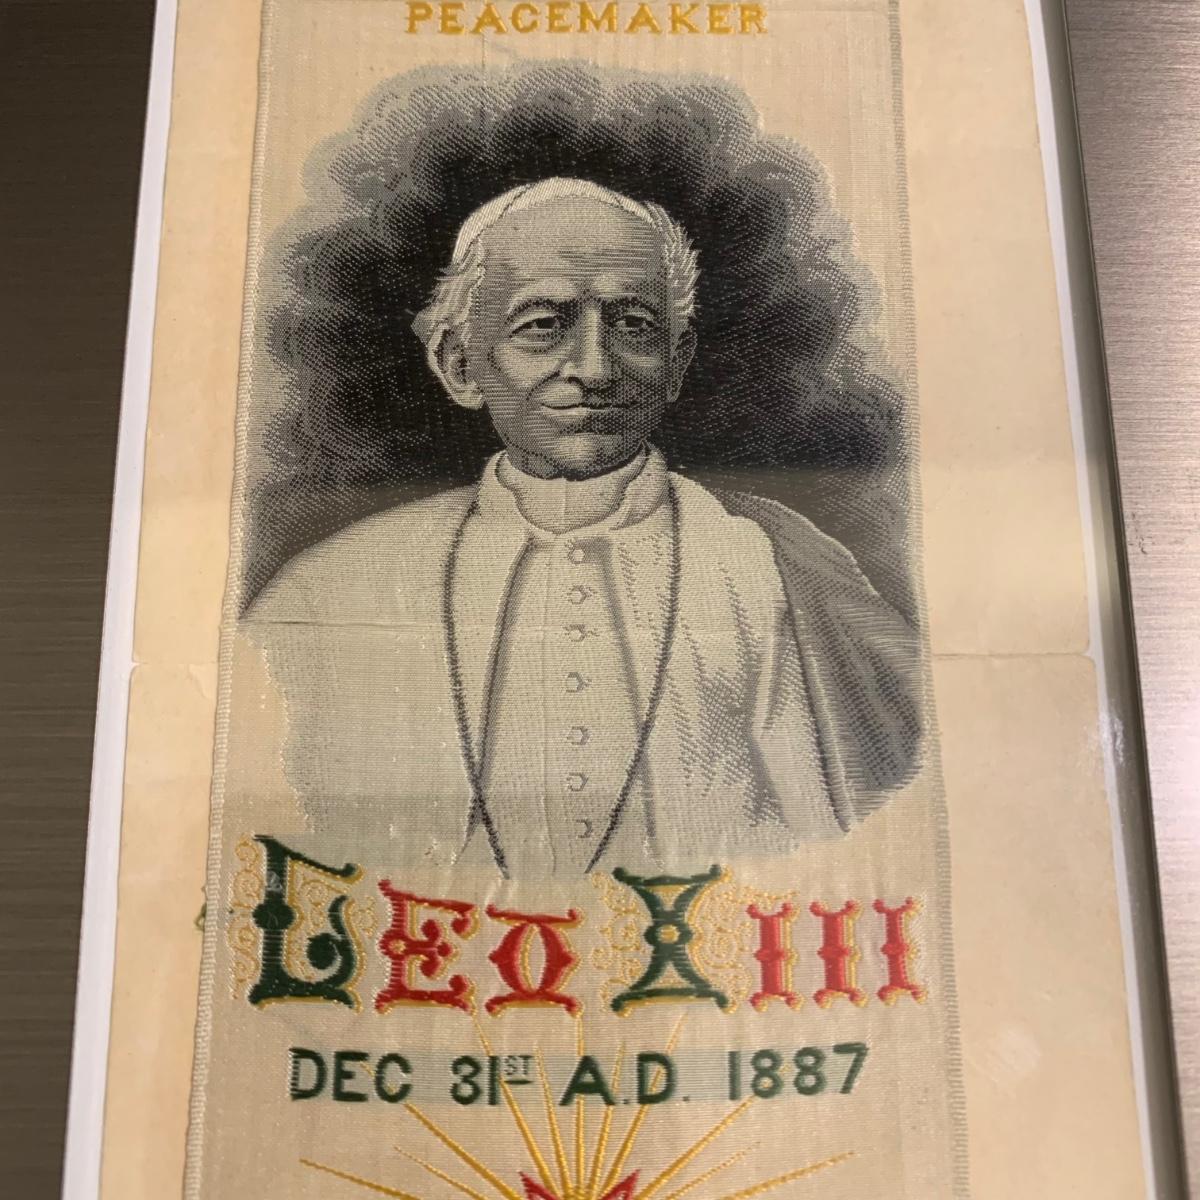 PEACEMAKER
LEO XIII
DEC 31ST A.D. 1887